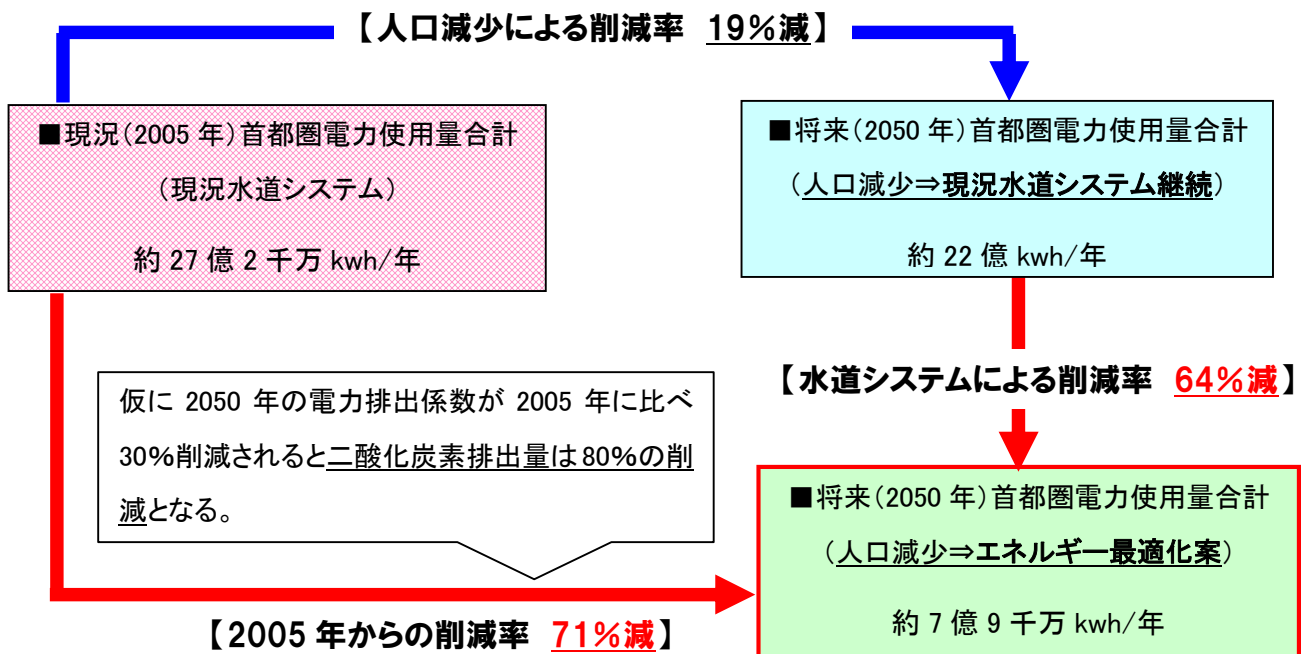 【人口減少による削減率 19%減】
■現況(2005 年)首都圏電力使用量合計
(現況水道システム)
約 27 億 2 千万 kwh/年
■将来(2050 年)首都圏電力使用量合計
(人口減少⇒現況水道システム継続)
約 22 億 kwh/年
【水道システムによる削減率 64%減】
仮に 2050 年の電力排出係数が 2005 年に比べ
30%削減されると二酸化炭素排出量は80%の削
減となる。
■将来(2050 年)首都圏電力使用量合計
(人口減少⇒エネルギー最適化案)
約 7 億 9 千万 kwh/年
【2005 年からの削減率 71%減】